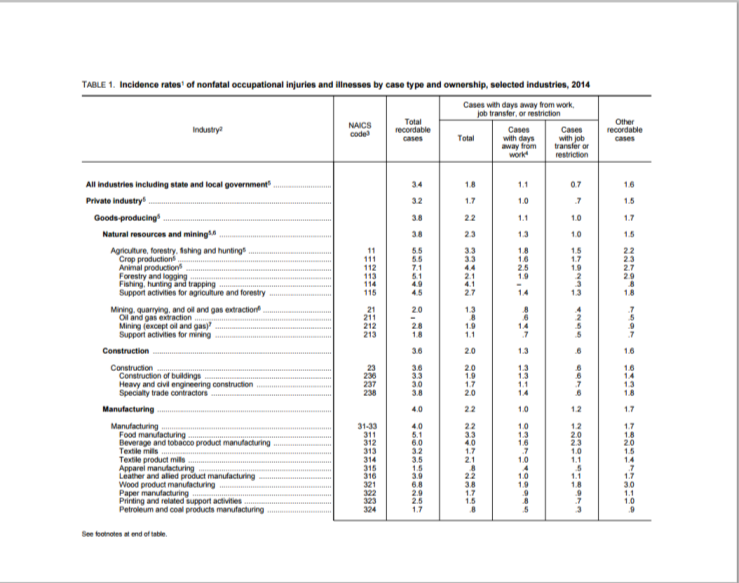 TABLE 1. Incidence rates¹ of nonfatal occupational injuries and illnesses by case type and ownership, selected industries, 2014
Industry² NAICS code³ Total recordable cases Cases with days away from work, job transfer, or restriction Other recordable cases
Total Cases with days away from work⁴ Cases with job transfer or restriction
All industries including state and local government⁵ 3.4 1.8 1.1 0.7 1.6
Private industry⁵ 3.2 1.7 1.0 .7 1.5
Goods-producing⁵ 3.8 2.2 1.1 1.0 1.7
Natural resources and mining⁵,⁶ 3.8 2.3 1.3 1.0 1.5
Agriculture, forestry, fishing and hunting⁵ 11 5.5 3.3 1.8 1.5 2.2
Crop production⁵ 111 5.5 3.3 1.6 1.7 2.3
Animal production⁵ 112 7.1 4.4 2.5 1.9 2.7
Forestry and logging 113 5.1 2.1 1.9 .2 2.9
Fishing, hunting and trapping 114 4.9 4.1 – .3 .8
Support activities for agriculture and forestry 115 4.5 2.7 1.4 1.3 1.8
Mining, quarrying, and oil and gas extraction⁶ 21 2.0 1.3 .8 .4 .7
Oil and gas extraction 211 – .8 .6 .2 .5
Mining (except oil and gas)⁷ 212 2.8 1.9 1.4 .5 .9
Support activities for mining 213 1.8 1.1 .7 .5 .7
Construction 3.6 2.0 1.3 .6 1.6
Construction 23 3.6 2.0 1.3 .6 1.6
Construction of buildings 236 3.3 1.9 1.3 .6 1.4
Heavy and civil engineering construction 237 3.0 1.7 1.1 .7 1.3
Specialty trade contractors 238 3.8 2.0 1.4 .6 1.8
Manufacturing 4.0 2.2 1.0 1.2 1.7
Manufacturing 31-33 4.0 2.2 1.0 1.2 1.7
Food manufacturing 311 5.1 3.3 1.3 2.0 1.8
Beverage and tobacco product manufacturing 312 6.0 4.0 1.6 2.3 2.0
Textile mills 313 3.2 1.7 .7 1.0 1.5
Textile product mills 314 3.5 2.1 1.0 1.1 1.4
Apparel manufacturing 315 1.5 .8 .4 .5 .7
Leather and allied product manufacturing 316 3.9 2.2 1.0 1.1 1.7
Wood product manufacturing 321 6.8 3.8 1.9 1.8 3.0
Paper manufacturing 322 2.9 1.7 .9 .9 1.1
Printing and related support activities 323 2.5 1.5 .8 .7 1.0
Petroleum and coal products manufacturing 324 1.7 .8 .5 .3 .9
See footnotes at end of table.